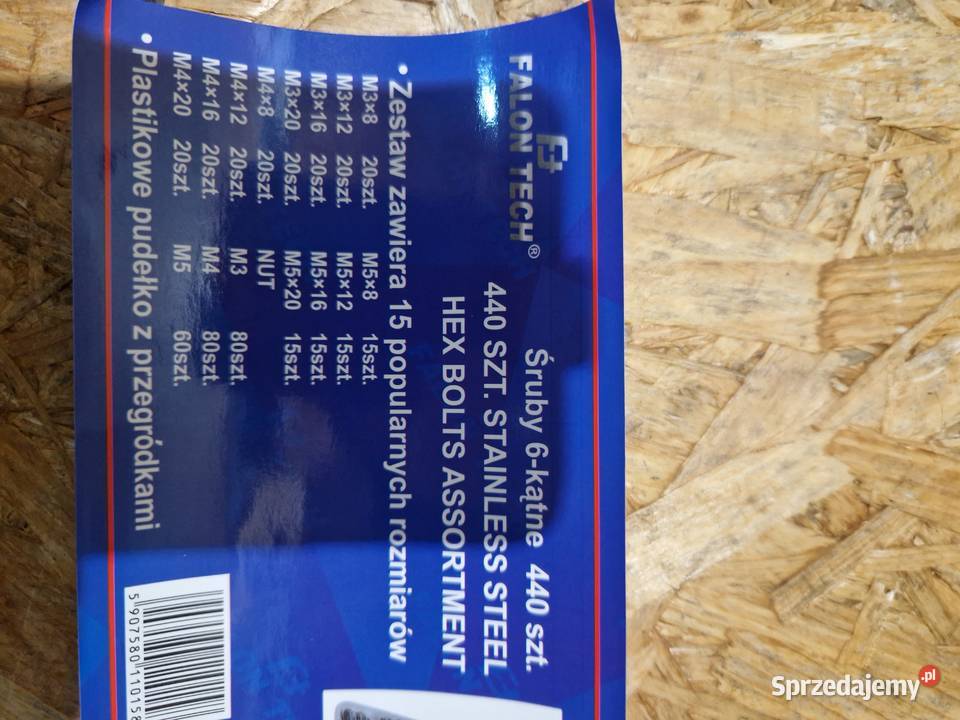 FALON TECH®
Śruby 6-kątne 440 szt.
440 SZT. STAINLESS STEEL
HEX BOLTS ASSORTMENT
• Zestaw zawiera 15 popularnych rozmiarów
M3×8 20szt. M5×8 15szt.
M3×12 20szt. M5×12 15szt.
M3×16 20szt. M5×16 15szt.
M3×20 20szt. M5×20 15szt.
M4×8 20szt. NUT
M4×12 20szt. M3 80szt.
M4×16 20szt. M4 80szt.
M4×20 20szt. M5 60szt.
• Plastikowe pudełko z przegródkami
5 907580 110158
Sprzedajemy.pl